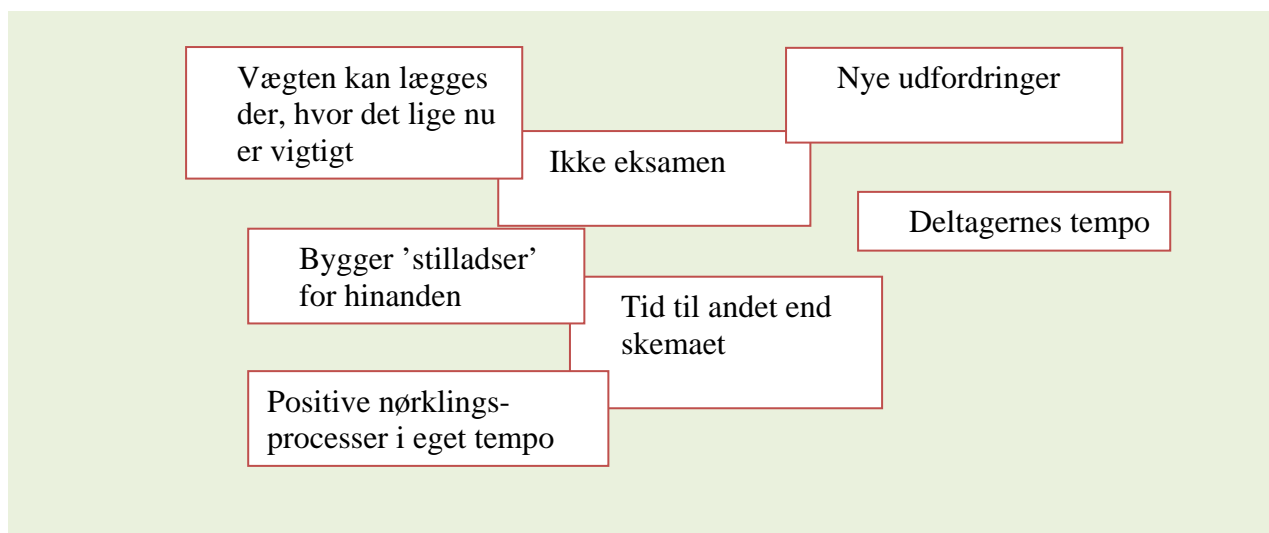 Vægten kan lægges
der, hvor det lige nu
er vigtigt
Nye udfordringer
Ikke eksamen
Deltagernes tempo
Bygger ’stilladser’
for hinanden
Tid til andet end
skemaet
Positive nørklings-
processer i eget tempo